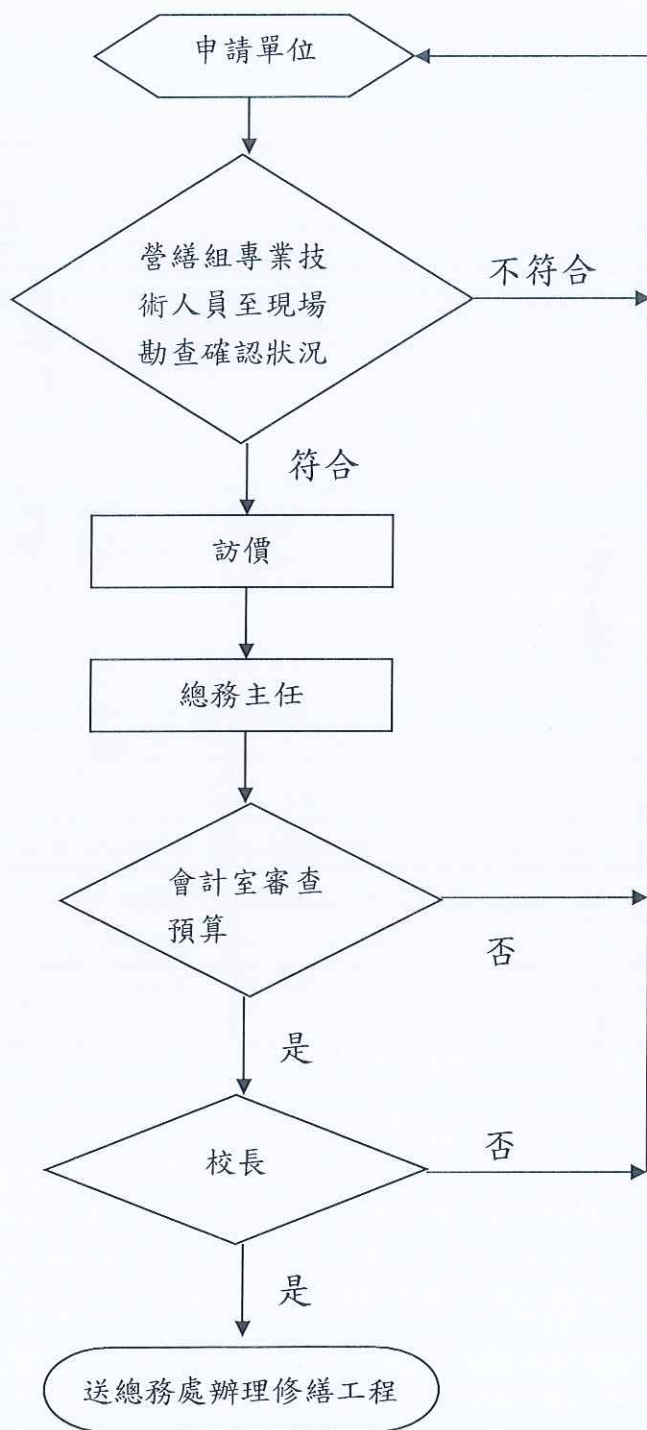 申請單位
營繕組專業技
術人員至現場
勘查確認狀況
不符合
符合
訪價
總務主任
會計室審查
預算
否
是
校長
否
是
送總務處辦理修繕工程